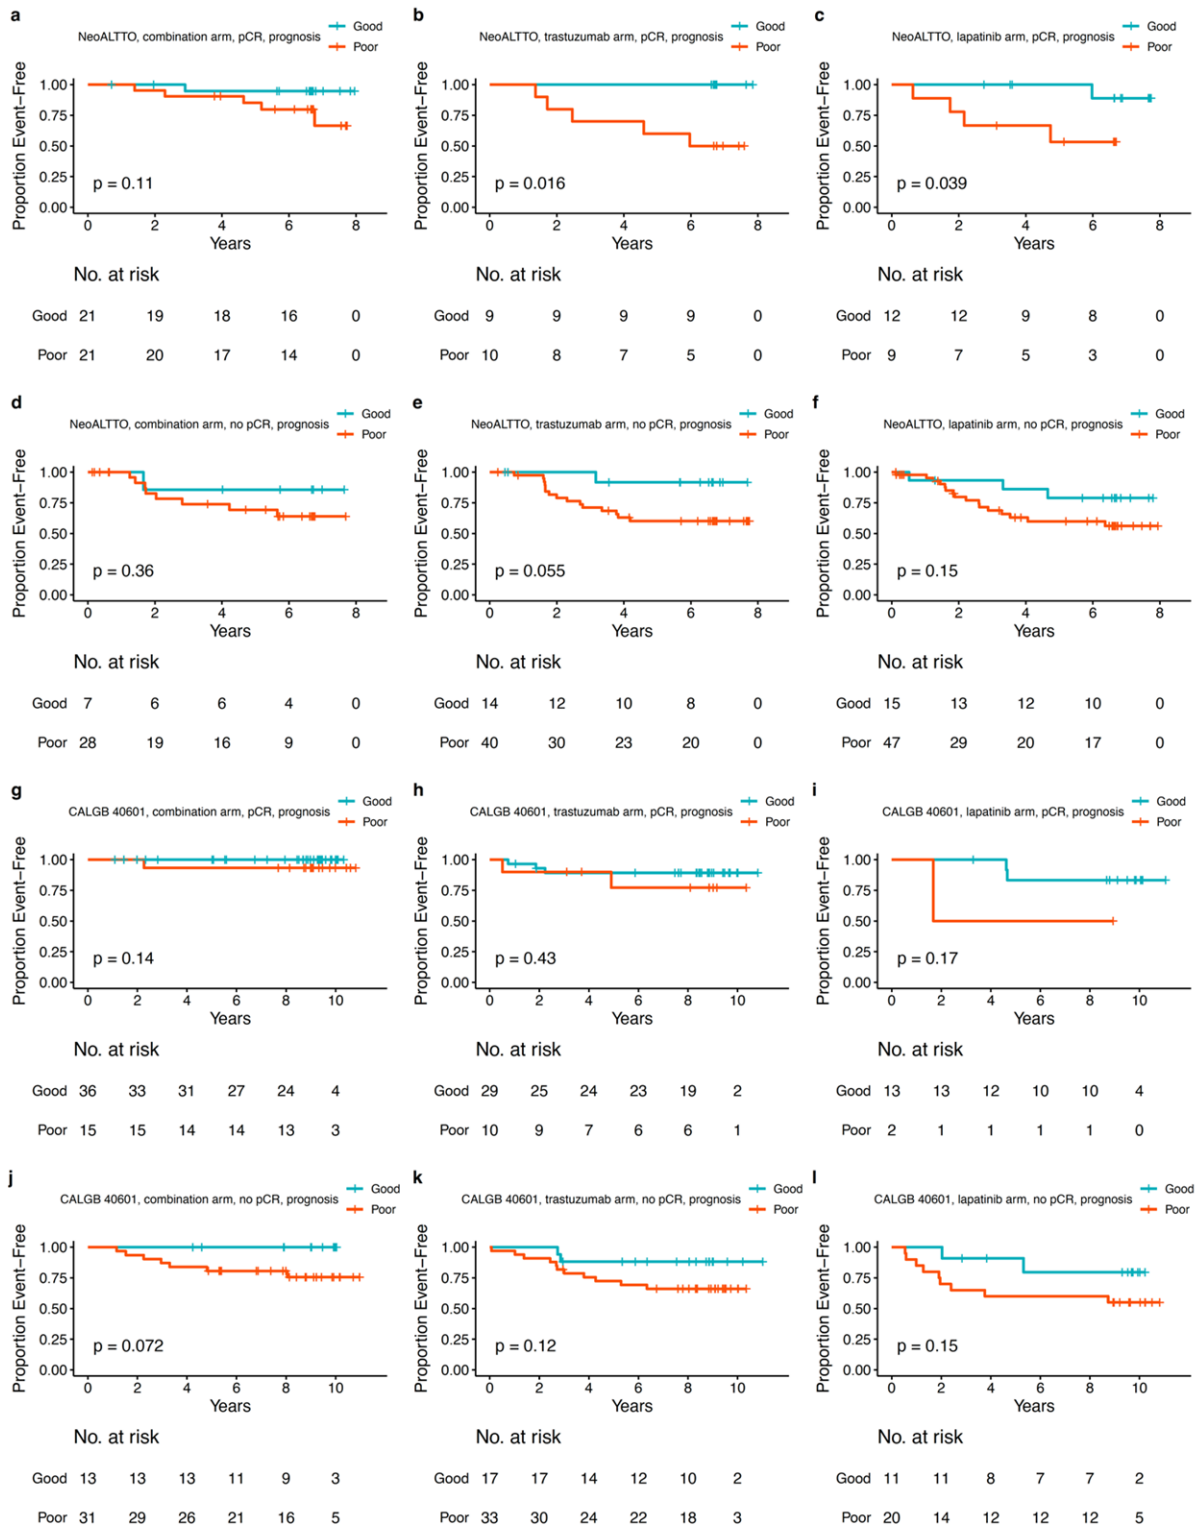 a
NeoALTTO, combination arm, pCR, prognosis
Good
Poor
Proportion Event-Free
1.00
0.75
0.50
0.25
0.00
p = 0.11
0 2 4 6 8
Years
No. at risk
Good 21 19 18 16 0
Poor 21 20 17 14 0
b
NeoALTTO, trastuzumab arm, pCR, prognosis
Good
Poor
Proportion Event-Free
1.00
0.75
0.50
0.25
0.00
p = 0.016
0 2 4 6 8
Years
No. at risk
Good 9 9 9 9 0
Poor 10 8 7 5 0
c
NeoALTTO, lapatinib arm, pCR, prognosis
Good
Poor
Proportion Event-Free
1.00
0.75
0.50
0.25
0.00
p = 0.039
0 2 4 6 8
Years
No. at risk
Good 12 12 9 8 0
Poor 9 7 5 3 0
d
NeoALTTO, combination arm, no pCR, prognosis
Good
Poor
Proportion Event-Free
1.00
0.75
0.50
0.25
0.00
p = 0.36
0 2 4 6 8
Years
No. at risk
Good 7 6 6 4 0
Poor 28 19 16 9 0
e
NeoALTTO, trastuzumab arm, no pCR, prognosis
Good
Poor
Proportion Event-Free
1.00
0.75
0.50
0.25
0.00
p = 0.055
0 2 4 6 8
Years
No. at risk
Good 14 12 10 8 0
Poor 40 30 23 20 0
f
NeoALTTO, lapatinib arm, no pCR, prognosis
Good
Poor
Proportion Event-Free
1.00
0.75
0.50
0.25
0.00
p = 0.15
0 2 4 6 8
Years
No. at risk
Good 15 13 12 10 0
Poor 47 29 20 17 0
g
CALGB 40601, combination arm, pCR, prognosis
Good
Poor
Proportion Event-Free
1.00
0.75
0.50
0.25
0.00
p = 0.14
0 2 4 6 8 10
Years
No. at risk
Good 36 33 31 27 24 4
Poor 15 15 14 14 13 3
h
CALGB 40601, trastuzumab arm, pCR, prognosis
Good
Poor
Proportion Event-Free
1.00
0.75
0.50
0.25
0.00
p = 0.43
0 2 4 6 8 10
Years
No. at risk
Good 29 25 24 23 19 2
Poor 10 9 7 6 6 1
i
CALGB 40601, lapatinib arm, pCR, prognosis
Good
Poor
Proportion Event-Free
1.00
0.75
0.50
0.25
0.00
p = 0.17
0 2 4 6 8 10
Years
No. at risk
Good 13 13 12 10 10 4
Poor 2 1 1 1 1 0
j
CALGB 40601, combination arm, no pCR, prognosis
Good
Poor
Proportion Event-Free
1.00
0.75
0.50
0.25
0.00
p = 0.072
0 2 4 6 8 10
Years
No. at risk
Good 13 13 13 11 9 3
Poor 31 29 26 21 16 5
k
CALGB 40601, trastuzumab arm, no pCR, prognosis
Good
Poor
Proportion Event-Free
1.00
0.75
0.50
0.25
0.00
p = 0.12
0 2 4 6 8 10
Years
No. at risk
Good 17 17 14 12 10 2
Poor 33 30 24 22 18 3
l
CALGB 40601, lapatinib arm, no pCR, prognosis
Good
Poor
Proportion Event-Free
1.00
0.75
0.50
0.25
0.00
p = 0.15
0 2 4 6 8 10
Years
No. at risk
Good 11 11 8 7 7 2
Poor 20 14 12 12 12 5